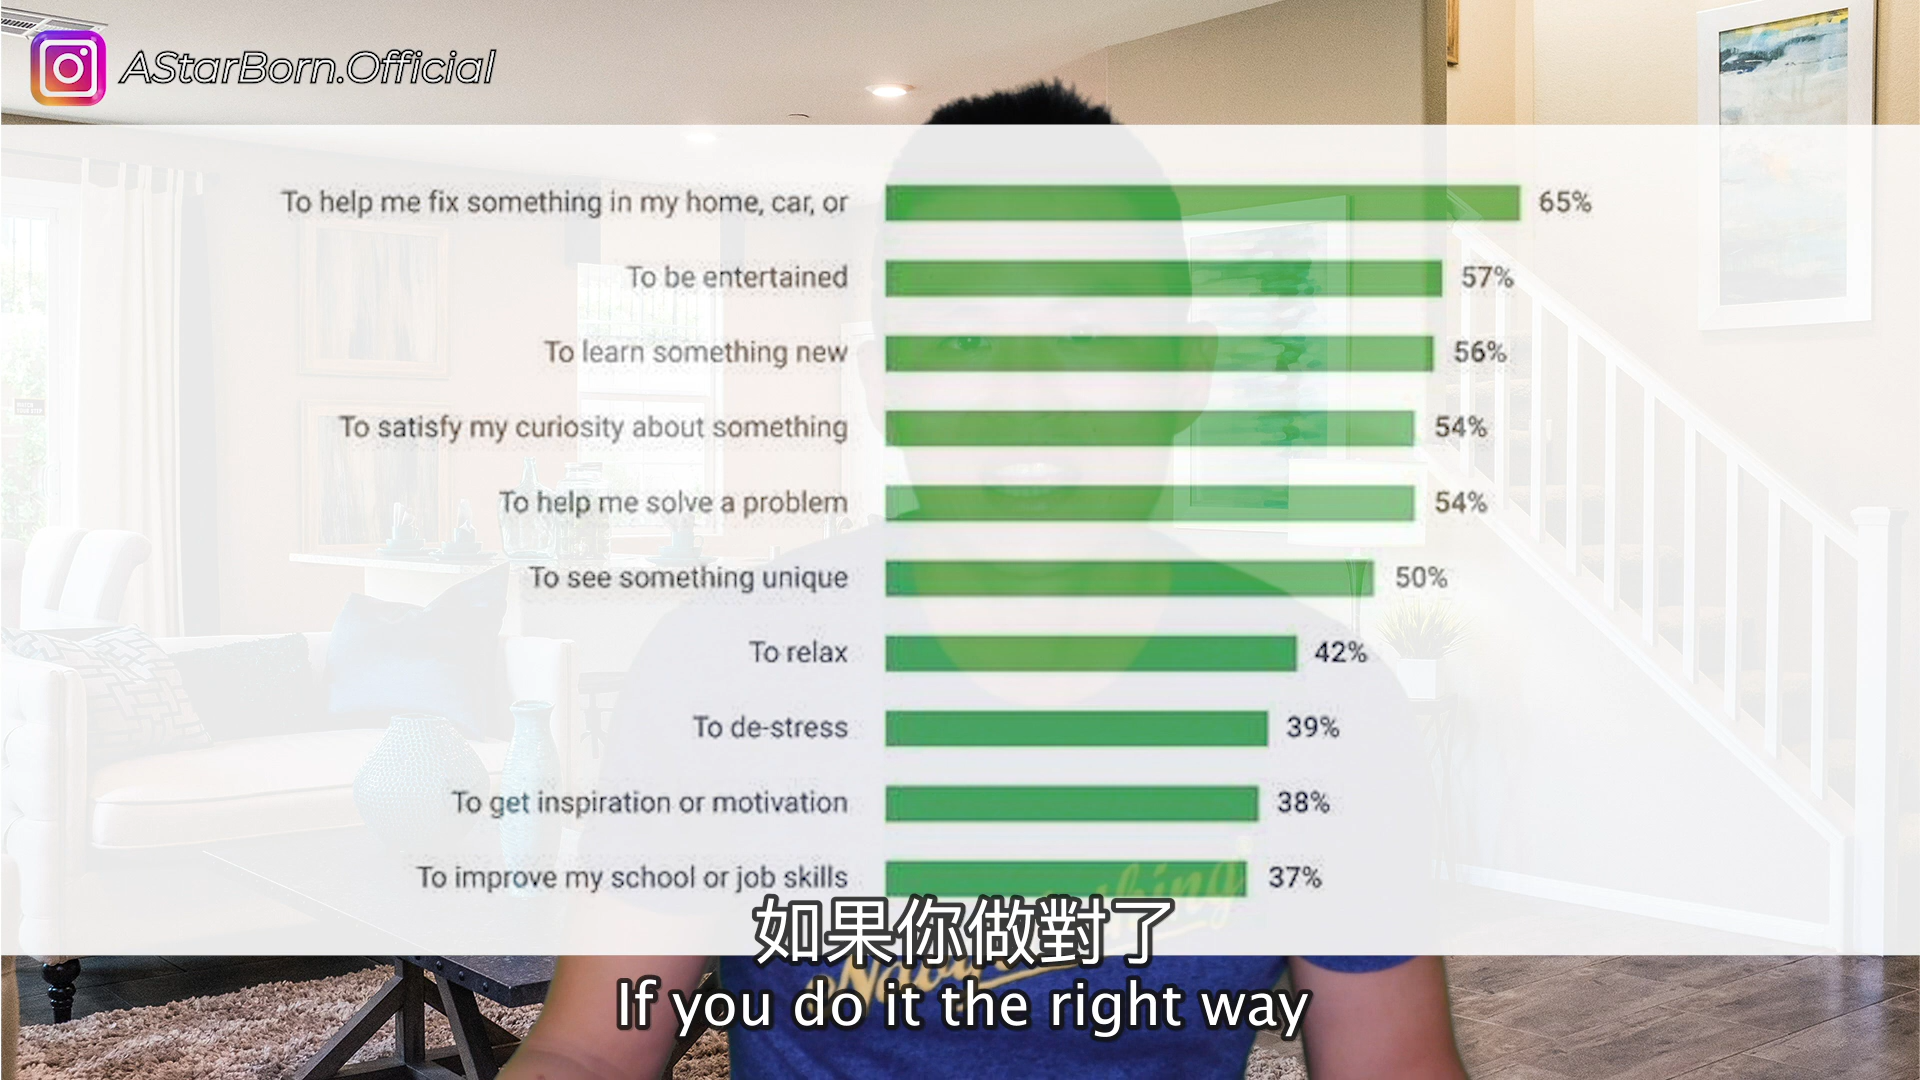 AStarBorn.Official
To help me fix something in my home, car, or 65%
To be entertained 57%
To learn something new 56%
To satisfy my curiosity about something 54%
To help me solve a problem 54%
To see something unique 50%
To relax 42%
To de-stress 39%
To get inspiration or motivation 38%
To improve my school or job skills 37%
如果你做對了
If you do it the right way